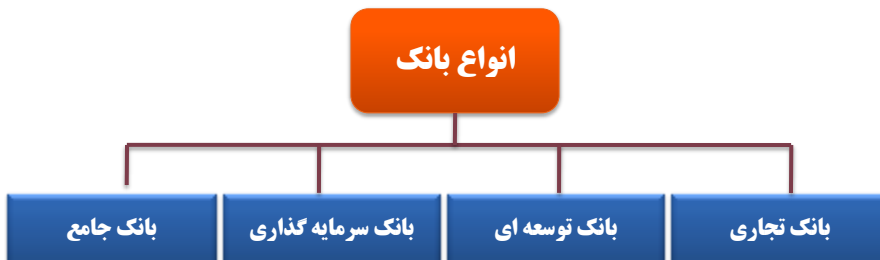 انواع بانک
بانک تجاری
بانک توسعه ای
بانک سرمایه گذاری
بانک جامع